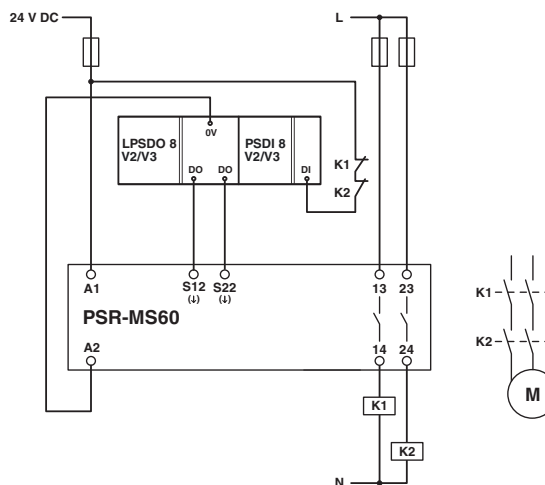 24 V DC
L
LPSDO 8
V2/V3
0V
PSDI 8
V2/V3
DO
DO
DI
K1
K2
A1
S12
(↓)
S22
(↓)
13
23
PSR-MS60
A2
14
24
K1
K2
N
K1
K2
M